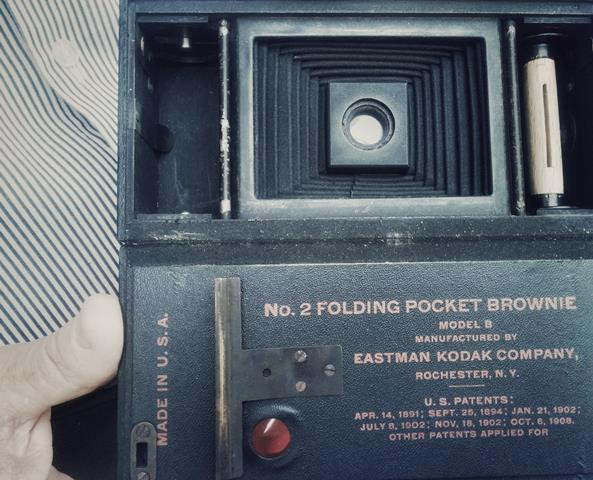 No. 2 FOLDING POCKET BROWNIE
MODEL B
MANUFACTURED BY
EASTMAN KODAK COMPANY,
ROCHESTER, N.Y.
U.S. PATENTS:
APR. 14, 1891; SEPT. 25, 1894; JAN. 21, 1902;
JULY 8, 1902; NOV. 18, 1902; OCT. 6, 1908.
OTHER PATENTS APPLIED FOR
MADE IN U.S.A.